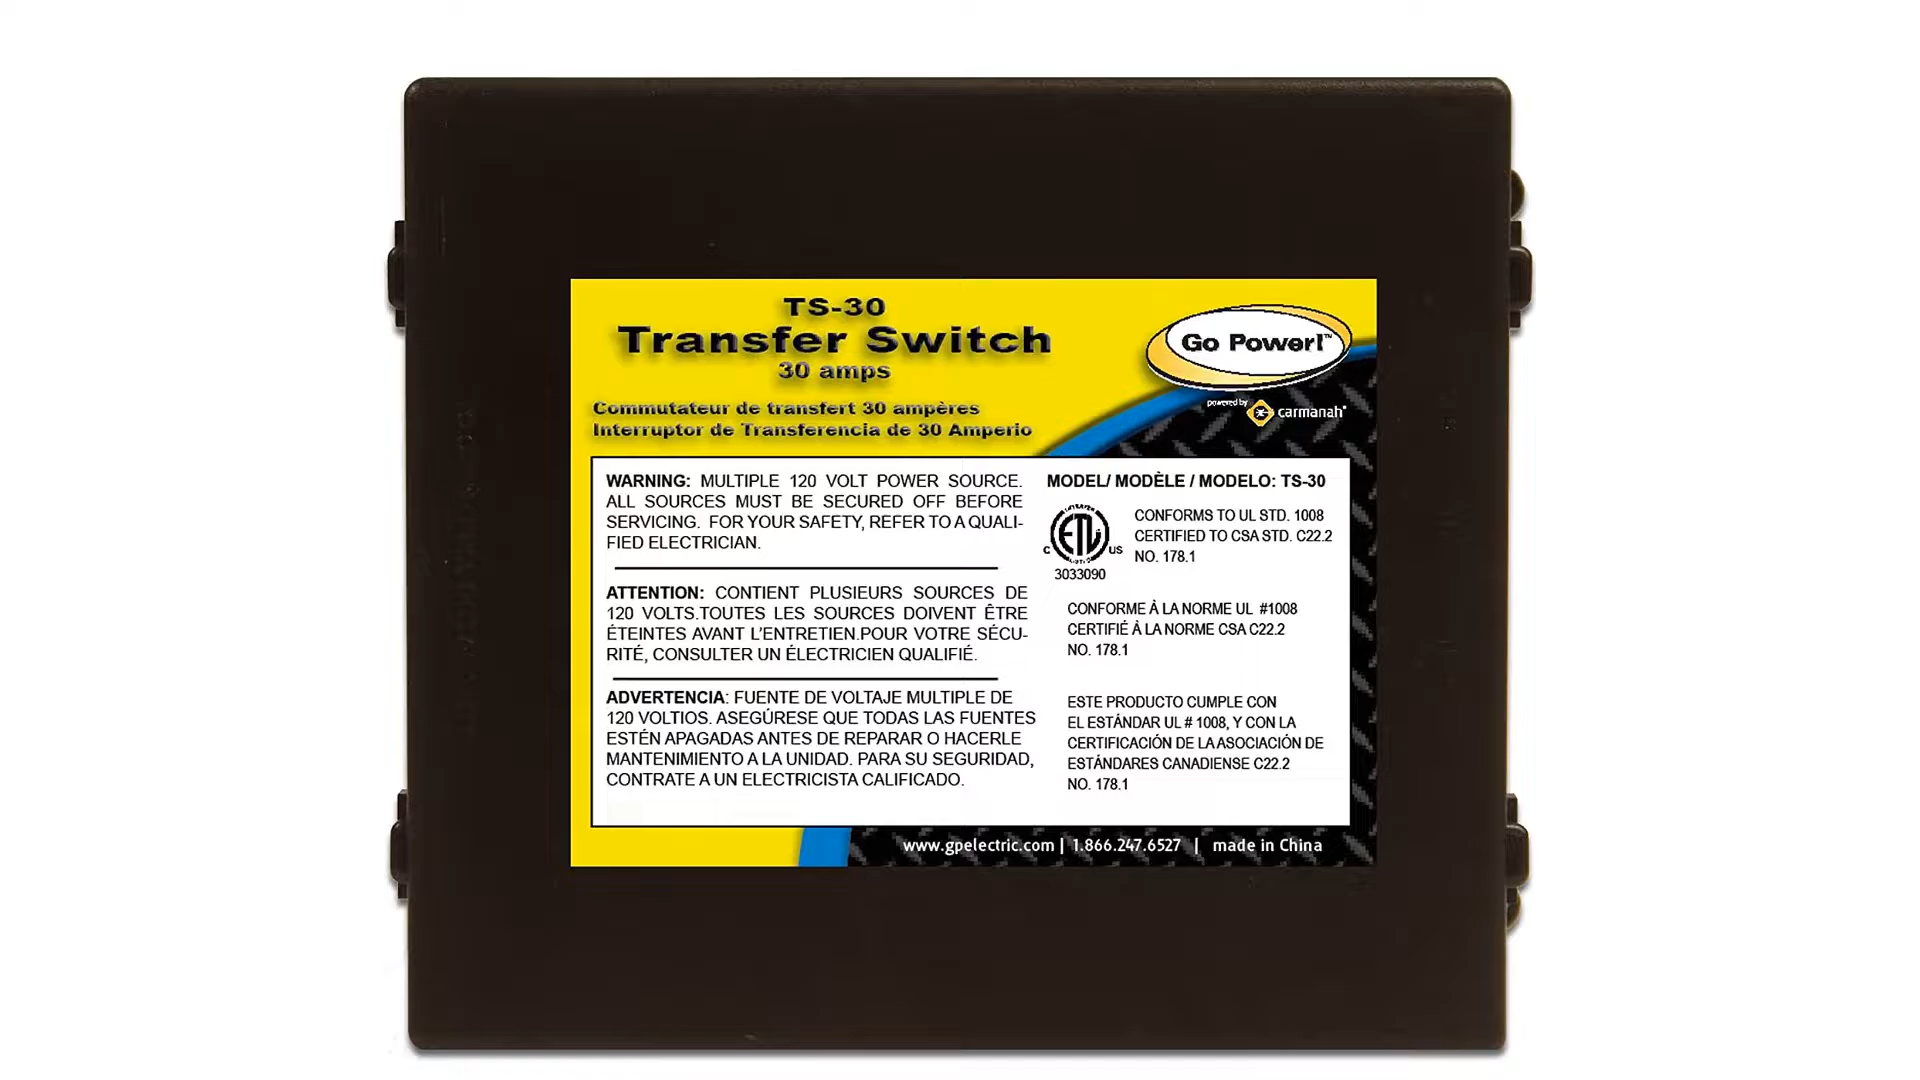 TS-30
Transfer Switch
30 amps
Commutateur de transfert 30 ampères
Interruptor de Transferencia de 30 Amperio
Go Power!™
powered by carmanah®
WARNING: MULTIPLE 120 VOLT POWER SOURCE.
ALL SOURCES MUST BE SECURED OFF BEFORE
SERVICING. FOR YOUR SAFETY, REFER TO A QUALI-
FIED ELECTRICIAN.
ATTENTION: CONTIENT PLUSIEURS SOURCES DE
120 VOLTS.TOUTES LES SOURCES DOIVENT ÊTRE
ÉTEINTES AVANT L'ENTRETIEN.POUR VOTRE SÉCU-
RITÉ, CONSULTER UN ÉLECTRICIEN QUALIFIÉ.
ADVERTENCIA: FUENTE DE VOLTAJE MULTIPLE DE
120 VOLTIOS. ASEGÚRESE QUE TODAS LAS FUENTES
ESTÉN APAGADAS ANTES DE REPARAR O HACERLE
MANTENIMIENTO A LA UNIDAD. PARA SU SEGURIDAD,
CONTRATE A UN ELECTRICISTA CALIFICADO.
MODEL/ MODÈLE / MODELO: TS-30
C ETL US
3033090
CONFORMS TO UL STD. 1008
CERTIFIED TO CSA STD. C22.2
NO. 178.1
CONFORME À LA NORME UL #1008
CERTIFIÉ À LA NORME CSA C22.2
NO. 178.1
ESTE PRODUCTO CUMPLE CON
EL ESTÁNDAR UL # 1008, Y CON LA
CERTIFICACIÓN DE LA ASOCIACIÓN DE
ESTÁNDARES CANADIENSE C22.2
NO. 178.1
www.gpelectric.com | 1.866.247.6527 | made in China